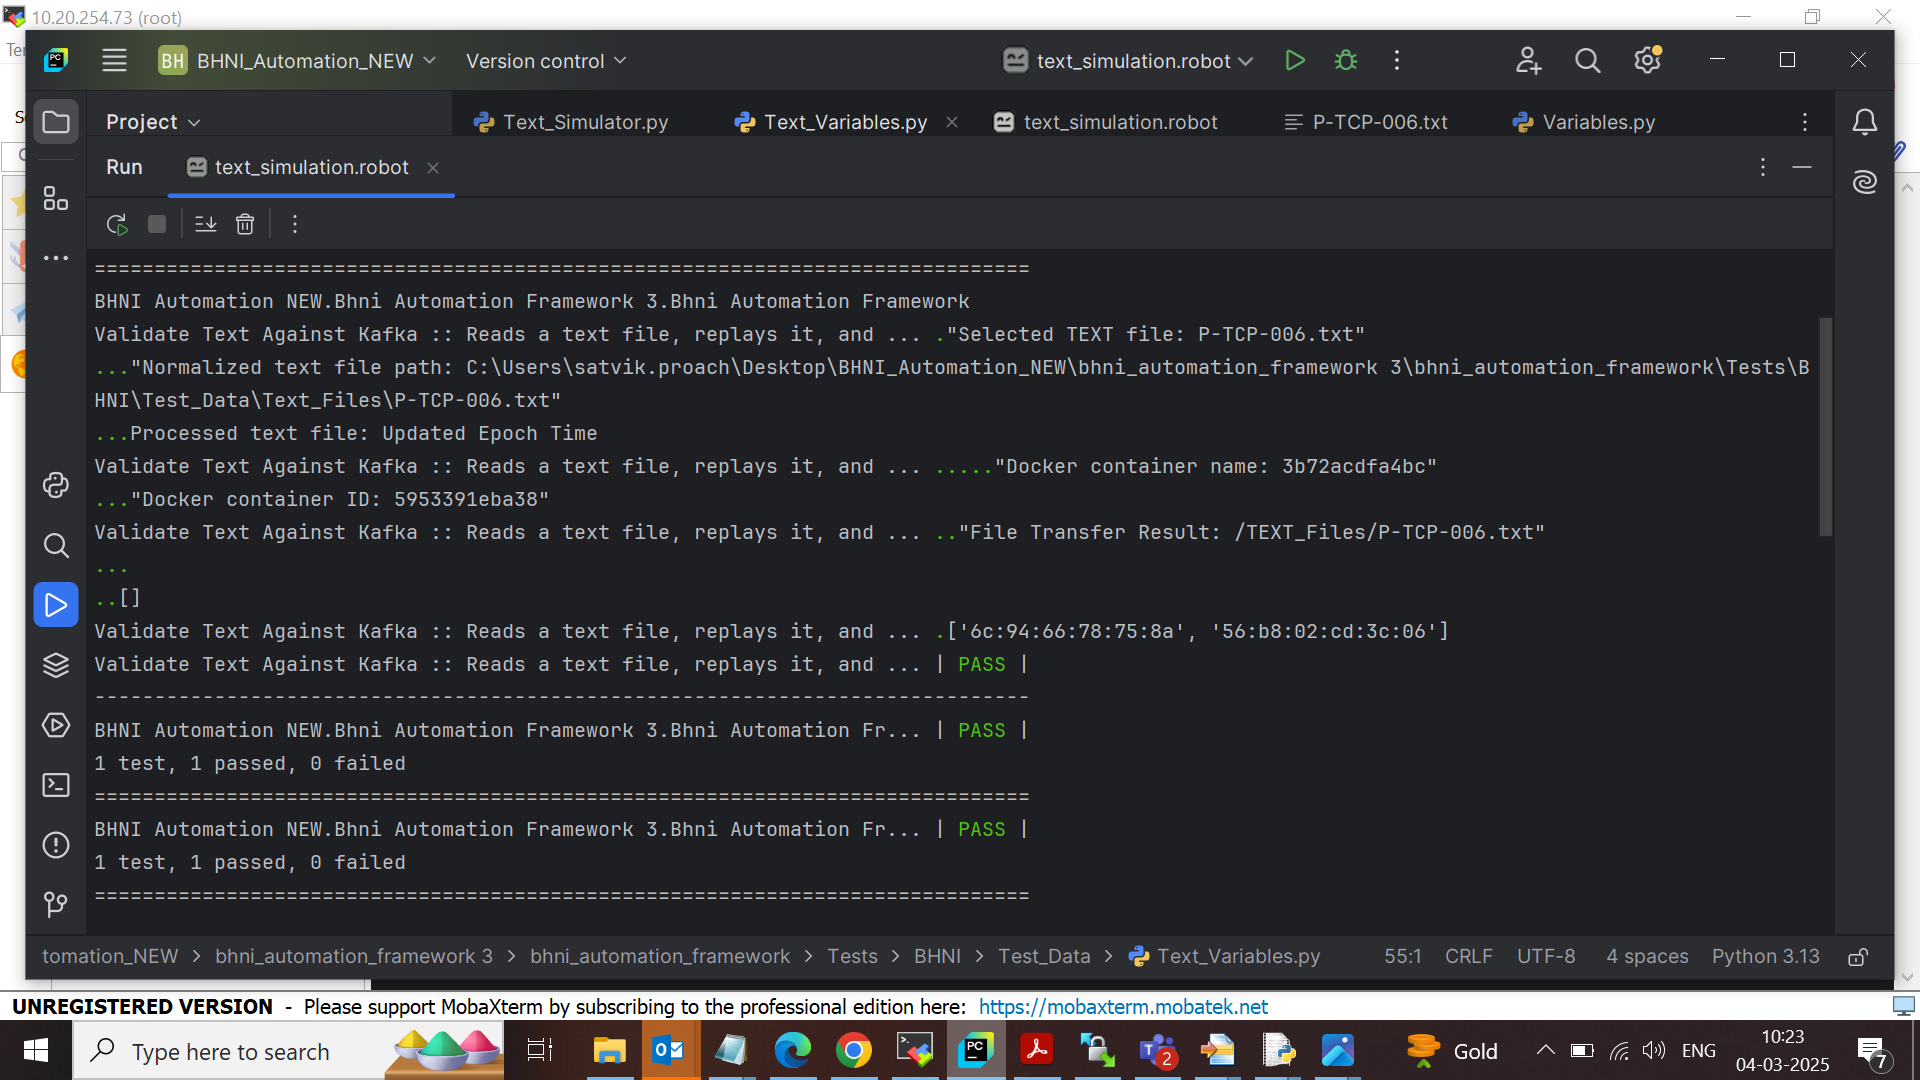 10.20.254.73 (root)
BH BHNI_Automation_NEW Version control text_simulation.robot
Project Text_Simulator.py Text_Variables.py text_simulation.robot P-TCP-006.txt Variables.py
Run text_simulation.robot
==============================================================================
BHNI Automation NEW.Bhni Automation Framework 3.Bhni Automation Framework
Validate Text Against Kafka :: Reads a text file, replays it, and ... ."Selected TEXT file: P-TCP-006.txt"
..."Normalized text file path: C:\Users\satvik.proach\Desktop\BHNI_Automation_NEW\bhni_automation_framework 3\bhni_automation_framework\Tests\B
HNI\Test_Data\Text_Files\P-TCP-006.txt"
...Processed text file: Updated Epoch Time
Validate Text Against Kafka :: Reads a text file, replays it, and ... ....."Docker container name: 3b72acdfa4bc"
..."Docker container ID: 5953391eba38"
Validate Text Against Kafka :: Reads a text file, replays it, and ... .."File Transfer Result: /TEXT_Files/P-TCP-006.txt"
...
..[]
Validate Text Against Kafka :: Reads a text file, replays it, and ... .['6c:94:66:78:75:8a', '56:b8:02:cd:3c:06']
Validate Text Against Kafka :: Reads a text file, replays it, and ... | PASS |
------------------------------------------------------------------------------
BHNI Automation NEW.Bhni Automation Framework 3.Bhni Automation Fr... | PASS |
1 test, 1 passed, 0 failed
==============================================================================
BHNI Automation NEW.Bhni Automation Framework 3.Bhni Automation Fr... | PASS |
1 test, 1 passed, 0 failed
==============================================================================
tomation_NEW > bhni_automation_framework 3 > bhni_automation_framework > Tests > BHNI > Test_Data > Text_Variables.py 55:1 CRLF UTF-8 4 spaces Python 3.13
UNREGISTERED VERSION - Please support MobaXterm by subscribing to the professional edition here: https://mobaxterm.mobatek.net
Type here to search PC 2 Gold ENG 10:23
04-03-2025 7